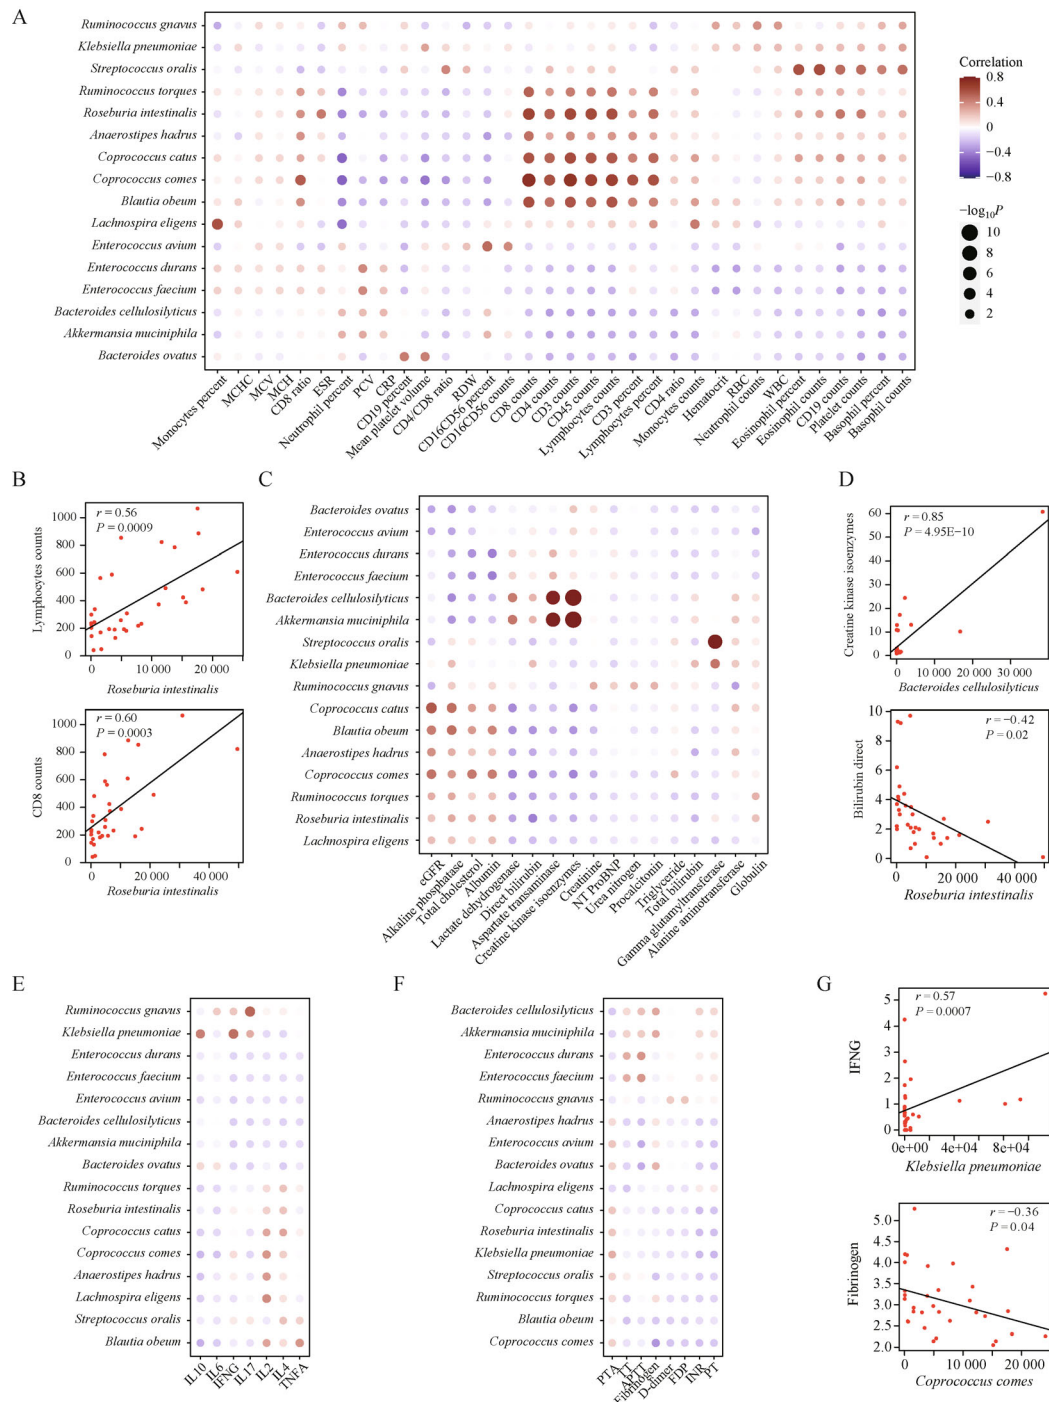 A
Ruminococcus gnavus
Klebsiella pneumoniae
Streptococcus oralis
Ruminococcus torques
Roseburia intestinalis
Anaerostipes hadrus
Coprococcus catus
Coprococcus comes
Blautia obeum
Lachnospira eligens
Enterococcus avium
Enterococcus durans
Enterococcus faecium
Bacteroides cellulosilyticus
Akkermansia muciniphila
Bacteroides ovatus
Monocytes percent
MCHC
MCV
MCH
CD8 ratio
ESR
Neutrophil percent
PCV
CRP
CD19 percent
Mean platelet volume
CD4/CD8 ratio
RDW
CD16CD56 percent
CD16CD56 counts
CD8 counts
CD4 counts
CD3 counts
CD45 counts
Lymphocytes counts
CD3 percent
Lymphocytes percent
CD4 ratio
Monocytes counts
Hematocrit
RBC
Neutrophil counts
WBC
Eosinophil percent
Eosinophil counts
CD19 counts
Platelet counts
Basophil percent
Basophil counts
Correlation
0.8
0.4
0
−0.4
−0.8
−log10P
10
8
6
4
2
B
Lymphocytes counts
1000
800
600
400
200
0
r = 0.56
P = 0.0009
0 10 000 20 000
Roseburia intestinalis
CD8 counts
1000
800
600
400
200
0
r = 0.60
P = 0.0003
0 10 000 30 000 50 000
Roseburia intestinalis
C
Bacteroides ovatus
Enterococcus avium
Enterococcus durans
Enterococcus faecium
Bacteroides cellulosilyticus
Akkermansia muciniphila
Streptococcus oralis
Klebsiella pneumoniae
Ruminococcus gnavus
Coprococcus catus
Blautia obeum
Anaerostipes hadrus
Coprococcus comes
Ruminococcus torques
Roseburia intestinalis
Lachnospira eligens
eGFR
Alkaline phosphatase
Total cholesterol
Albumin
Lactate dehydrogenase
Direct bilirubin
Aspartate transaminase
Creatine kinase isoenzymes
Creatinine
NT ProBNP
Urea nitrogen
Procalcitonin
Triglyceride
Total bilirubin
Gamma glutamyltransferase
Alanine aminotransferase
Globulin
D
Creatine kinase isoenzymes
60
50
40
30
20
10
0
r = 0.85
P = 4.95E−10
0 10 000 20 000 30 000
Bacteroides cellulosilyticus
Bilirubin direct
10
8
6
4
2
0
r = −0.42
P = 0.02
0 10 000 20 000 30 000 40 000
Roseburia intestinalis
E
Ruminococcus gnavus
Klebsiella pneumoniae
Enterococcus durans
Enterococcus faecium
Enterococcus avium
Bacteroides cellulosilyticus
Akkermansia muciniphila
Bacteroides ovatus
Ruminococcus torques
Roseburia intestinalis
Coprococcus catus
Coprococcus comes
Anaerostipes hadrus
Lachnospira eligens
Streptococcus oralis
Blautia obeum
IL10
IL6
IFNG
IL17
IL2
IL4
TNFA
F
Bacteroides cellulosilyticus
Akkermansia muciniphila
Enterococcus durans
Enterococcus faecium
Ruminococcus gnavus
Anaerostipes hadrus
Enterococcus avium
Bacteroides ovatus
Lachnospira eligens
Coprococcus catus
Roseburia intestinalis
Klebsiella pneumoniae
Streptococcus oralis
Ruminococcus torques
Blautia obeum
Coprococcus comes
PTA
TT
APTT
Fibrinogen
D-dimer
FDP
INR
PT
G
IFNG
5
4
3
2
1
0
r = 0.57
P = 0.0007
0e+00 4e+04 8e+04
Klebsiella pneumoniae
Fibrinogen
5.0
4.5
4.0
3.5
3.0
2.5
2.0
r = −0.36
P = 0.04
0 10 000 20 000
Coprococcus comes